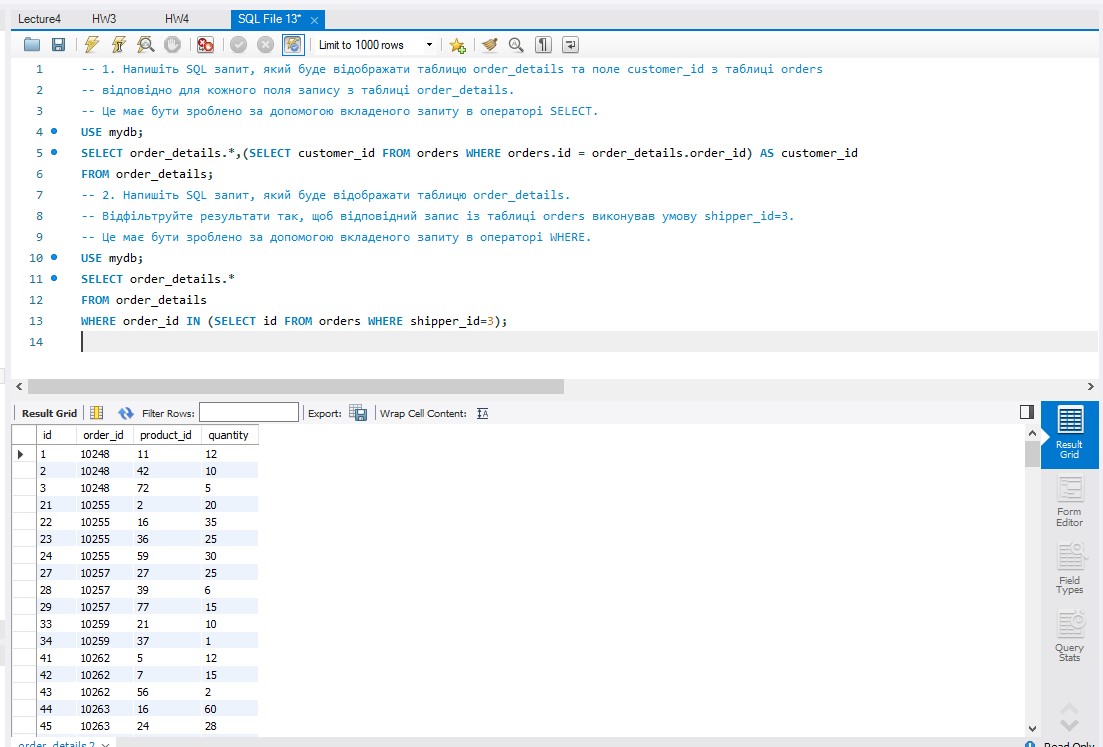 Lecture4 HW3 HW4 SQL File 13* ×
Limit to 1000 rows
1 -- 1. Напишіть SQL запит, який буде відображати таблицю order_details та поле customer_id з таблиці orders
2 -- відповідно для кожного поля запису з таблиці order_details.
3 -- Це має бути зроблено за допомогою вкладеного запиту в операторі SELECT.
4 USE mydb;
5 SELECT order_details.*,(SELECT customer_id FROM orders WHERE orders.id = order_details.order_id) AS customer_id
6 FROM order_details;
7 -- 2. Напишіть SQL запит, який буде відображати таблицю order_details.
8 -- Відфільтруйте результати так, щоб відповідний запис із таблиці orders виконував умову shipper_id=3.
9 -- Це має бути зроблено за допомогою вкладеного запиту в операторі WHERE.
10 USE mydb;
11 SELECT order_details.*
12 FROM order_details
13 WHERE order_id IN (SELECT id FROM orders WHERE shipper_id=3);
14
Result Grid Filter Rows: Export: Wrap Cell Content:
id order_id product_id quantity
1 10248 11 12
2 10248 42 10
3 10248 72 5
21 10255 2 20
22 10255 16 35
23 10255 36 25
24 10255 59 30
27 10257 27 25
28 10257 39 6
29 10257 77 15
33 10259 21 10
34 10259 37 1
41 10262 5 12
42 10262 7 15
43 10262 56 2
44 10263 16 60
45 10263 24 28
Result
Grid
Form
Editor
Field
Types
Query
Stats
order_details 2 ×
Read Only